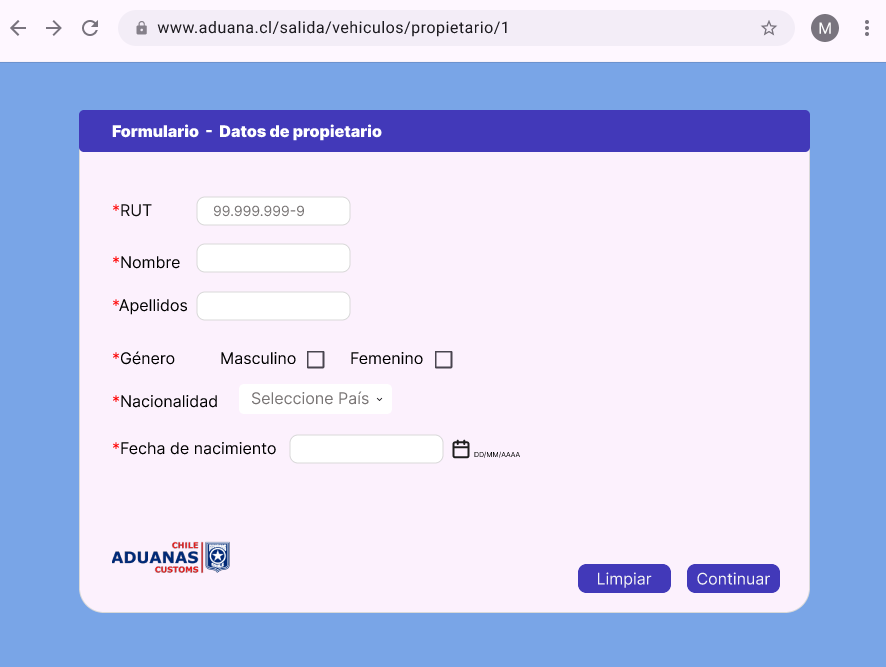 www.aduana.cl/salida/vehiculos/propietario/1
M
Formulario - Datos de propietario
*RUT 99.999.999-9
*Nombre
*Apellidos
*Género Masculino Femenino
*Nacionalidad Seleccione País
*Fecha de nacimiento DD/MM/AAAA
CHILE
ADUANAS
CUSTOMS
Limpiar Continuar